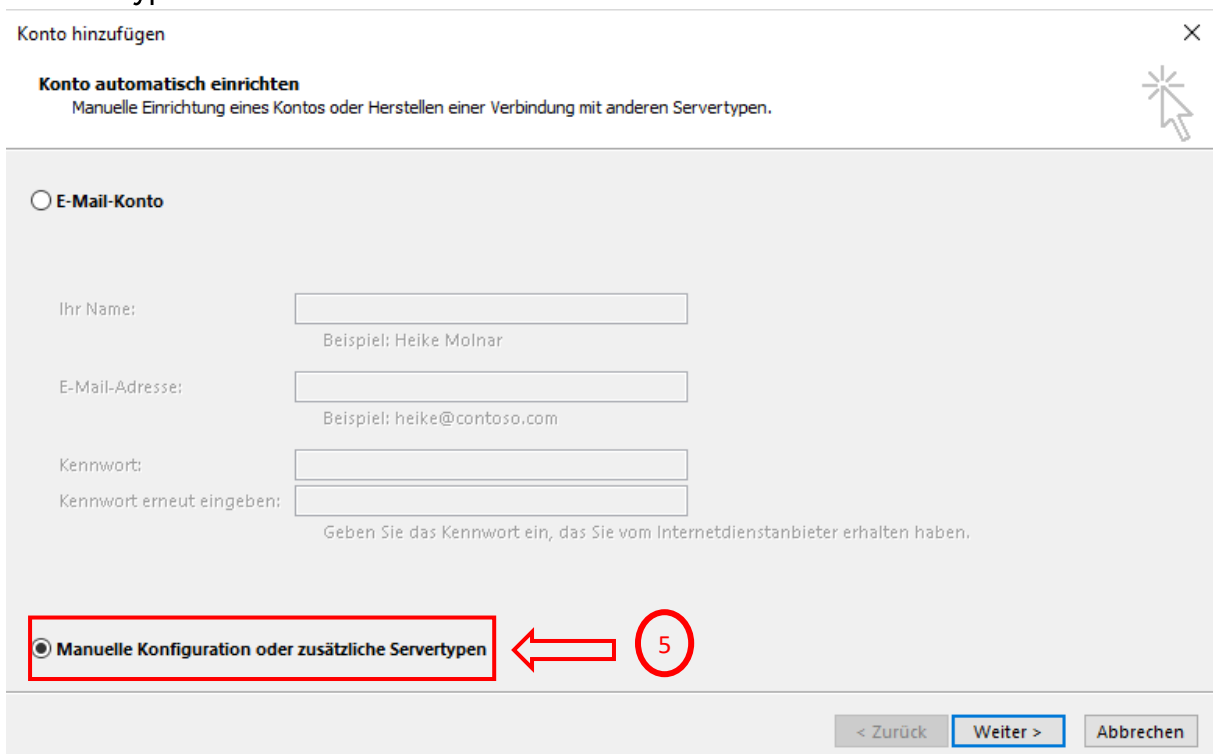 Konto hinzufügen
Konto automatisch einrichten
Manuelle Einrichtung eines Kontos oder Herstellen einer Verbindung mit anderen Servertypen.
E-Mail-Konto
Ihr Name:
Beispiel: Heike Molnar
E-Mail-Adresse:
Beispiel: heike@contoso.com
Kennwort:
Kennwort erneut eingeben:
Geben Sie das Kennwort ein, das Sie vom Internetdienstanbieter erhalten haben.
Manuelle Konfiguration oder zusätzliche Servertypen
5
< Zurück Weiter > Abbrechen